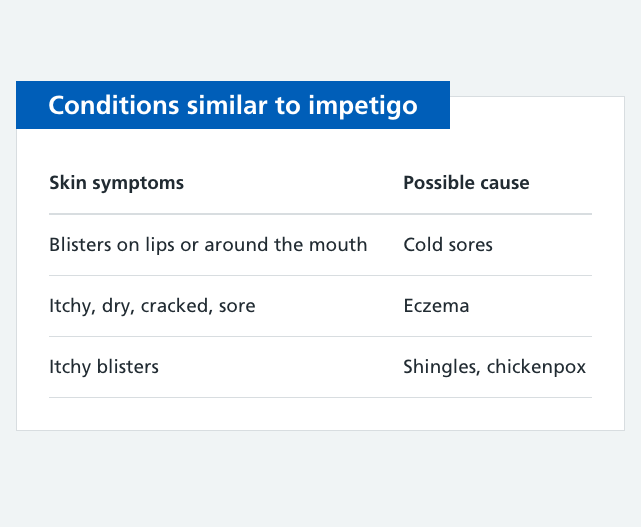 Conditions similar to impetigo
Skin symptoms Possible cause
Blisters on lips or around the mouth Cold sores
Itchy, dry, cracked, sore Eczema
Itchy blisters Shingles, chickenpox